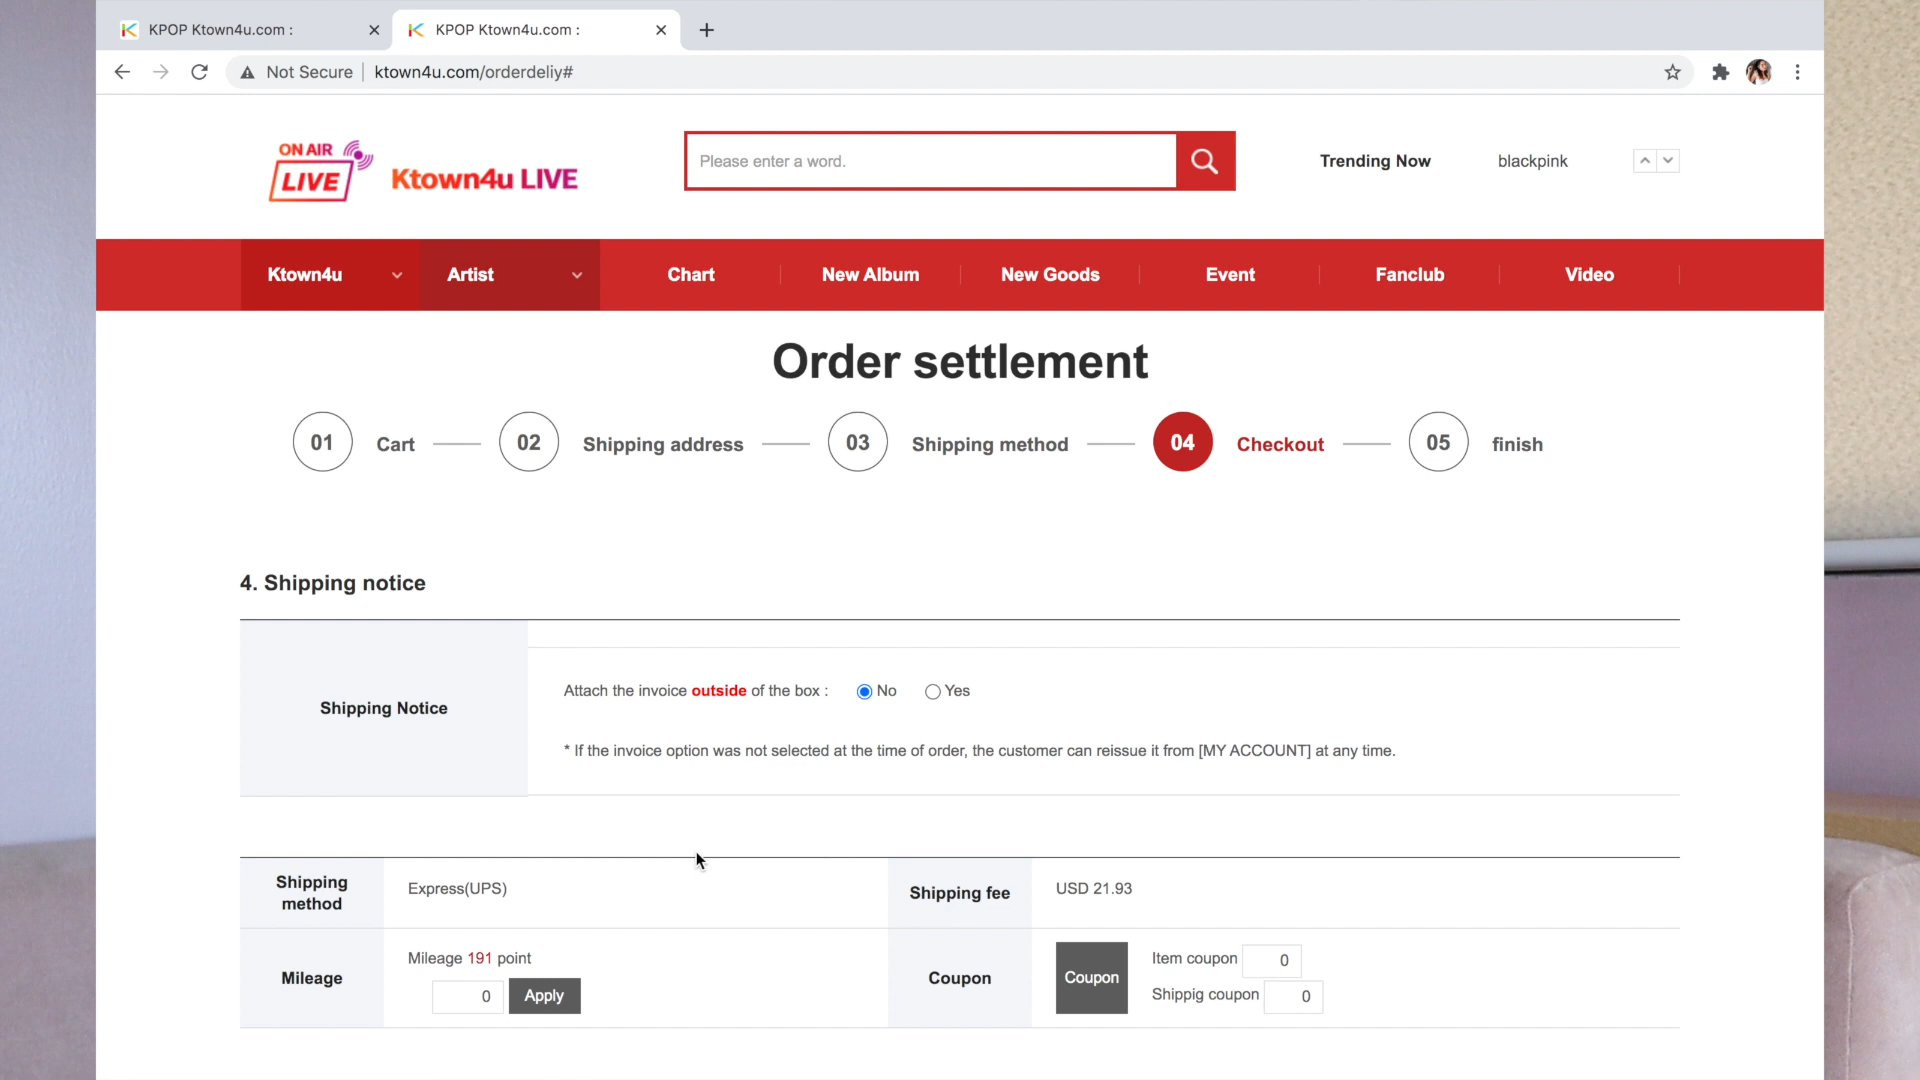 KPOP Ktown4u.com :
KPOP Ktown4u.com :
Not Secure
ktown4u.com/orderdeliy#
ON AIR
LIVE
Ktown4u LIVE
Please enter a word.
Trending Now
blackpink
Ktown4u
Artist
Chart
New Album
New Goods
Event
Fanclub
Video
Order settlement
01
Cart
02
Shipping address
03
Shipping method
04
Checkout
05
finish
4. Shipping notice
Shipping Notice
Attach the invoice outside of the box :
No
Yes
* If the invoice option was not selected at the time of order, the customer can reissue it from [MY ACCOUNT] at any time.
Shipping
method
Express(UPS)
Shipping fee
USD 21.93
Mileage
Mileage 191 point
0
Apply
Coupon
Coupon
Item coupon
0
Shippig coupon
0